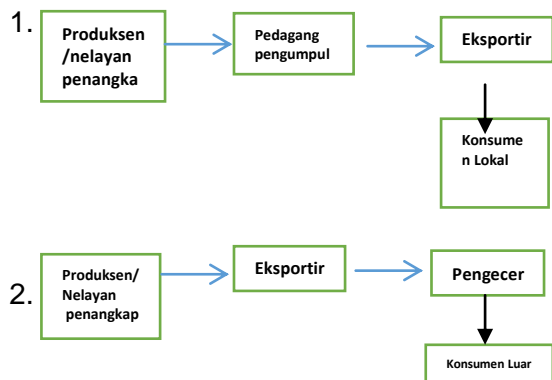 1.
Produksen
/nelayan
penangka
Pedagang
pengumpul
Eksportir
Konsume
n Lokal
2.
Produksen/
Nelayan
penangkap
Eksportir
Pengecer
Konsumen Luar